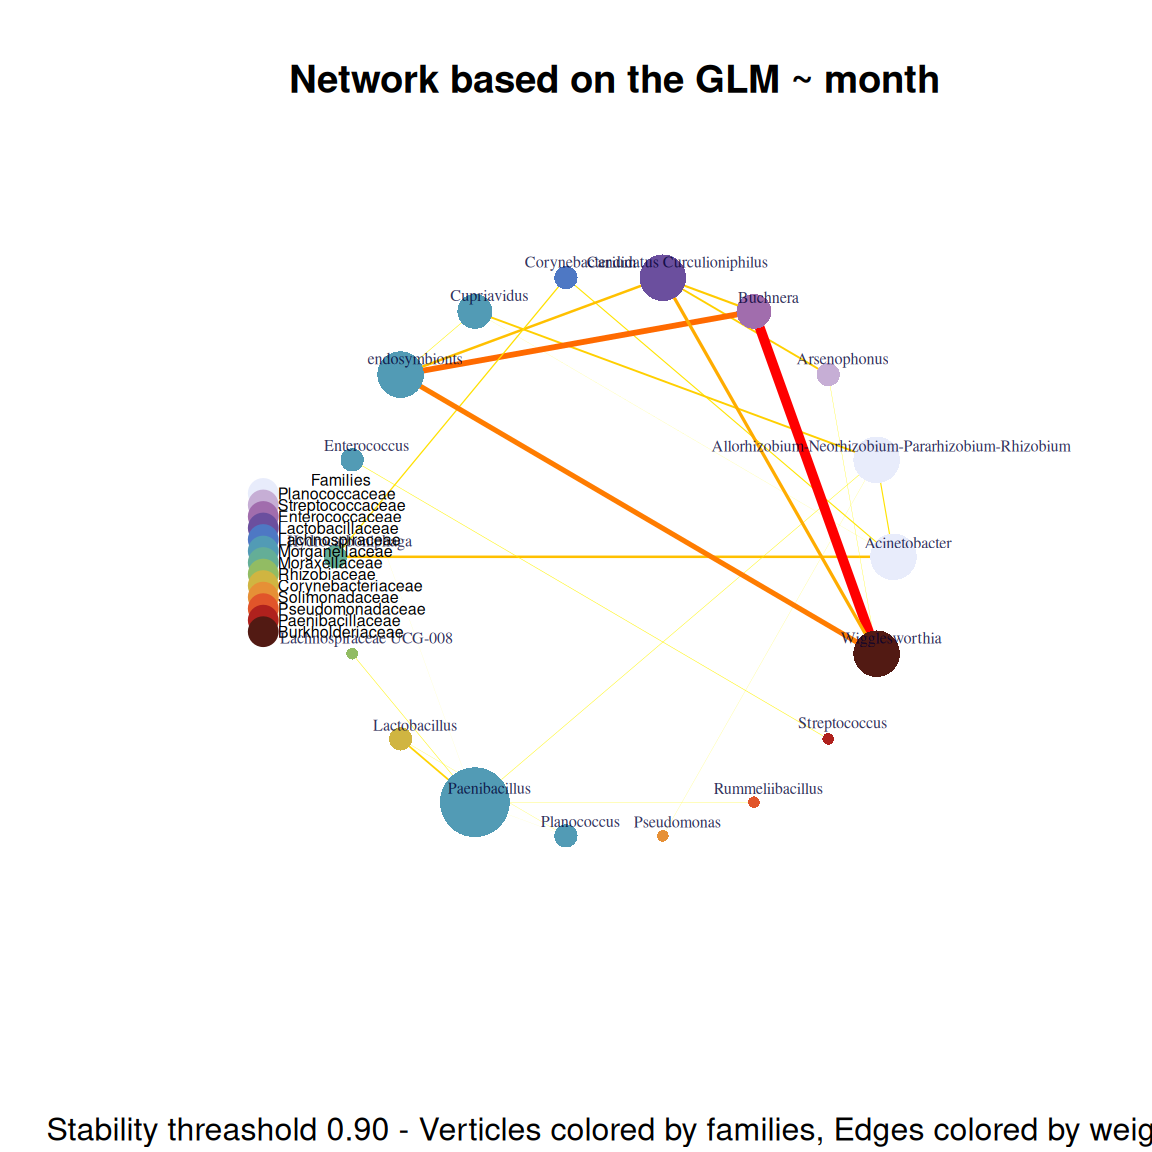 Network based on the GLM ~ month
Corynebacterium
Candidatus Curculioniphilus
Cupriavidus
Buchnera
endosymbionts
Arsenophonus
Enterococcus
Allorhizobium-Neorhizobium-Pararhizobium-Rhizobium
Families
Planococcaceae
Streptococcaceae
Enterococcaceae
Lactobacillaceae
Lachnospiraceae
Morganellaceae
Moraxellaceae
Rhizobiaceae
Corynebacteriaceae
Solimonadaceae
Pseudomonadaceae
Paenibacillaceae
Burkholderiaceae
Acinetobacter
Lachnospiraceae UCG-008
Wigglesworthia
Lactobacillus
Streptococcus
Paenibacillus
Rummeliibacillus
Planococcus
Pseudomonas
Stability threashold 0.90 - Verticles colored by families, Edges colored by weig